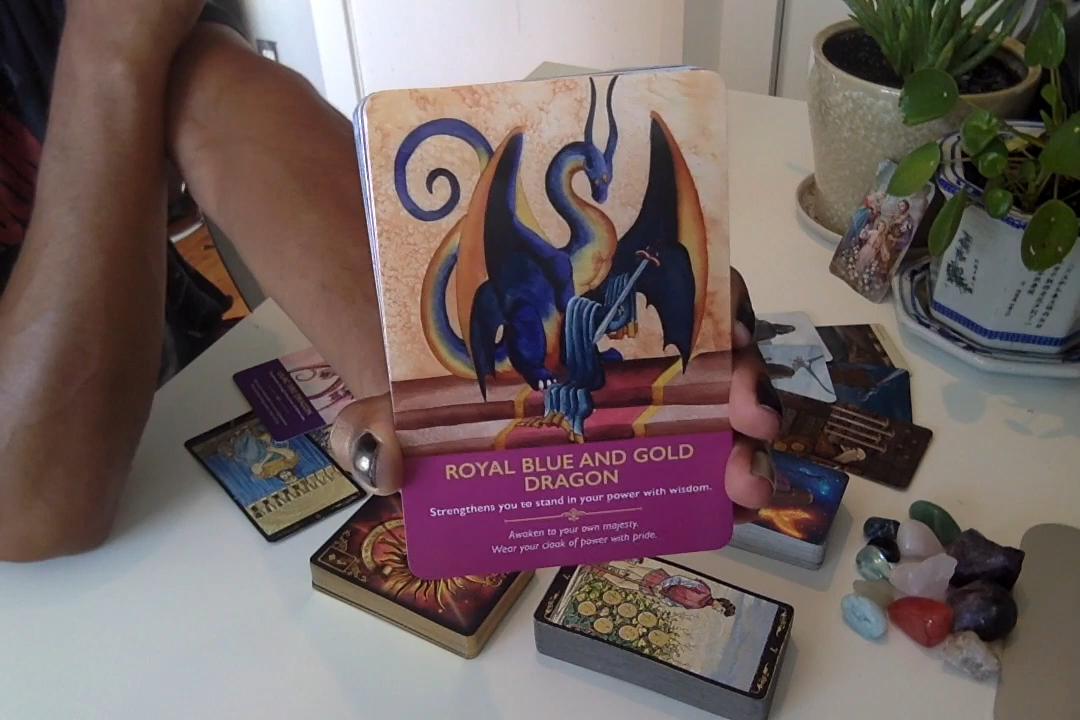 ROYAL BLUE AND GOLD
DRAGON
Strengthens you to stand in your power with wisdom.
Awaken to your own majesty.
Wear your cloak of power with pride.